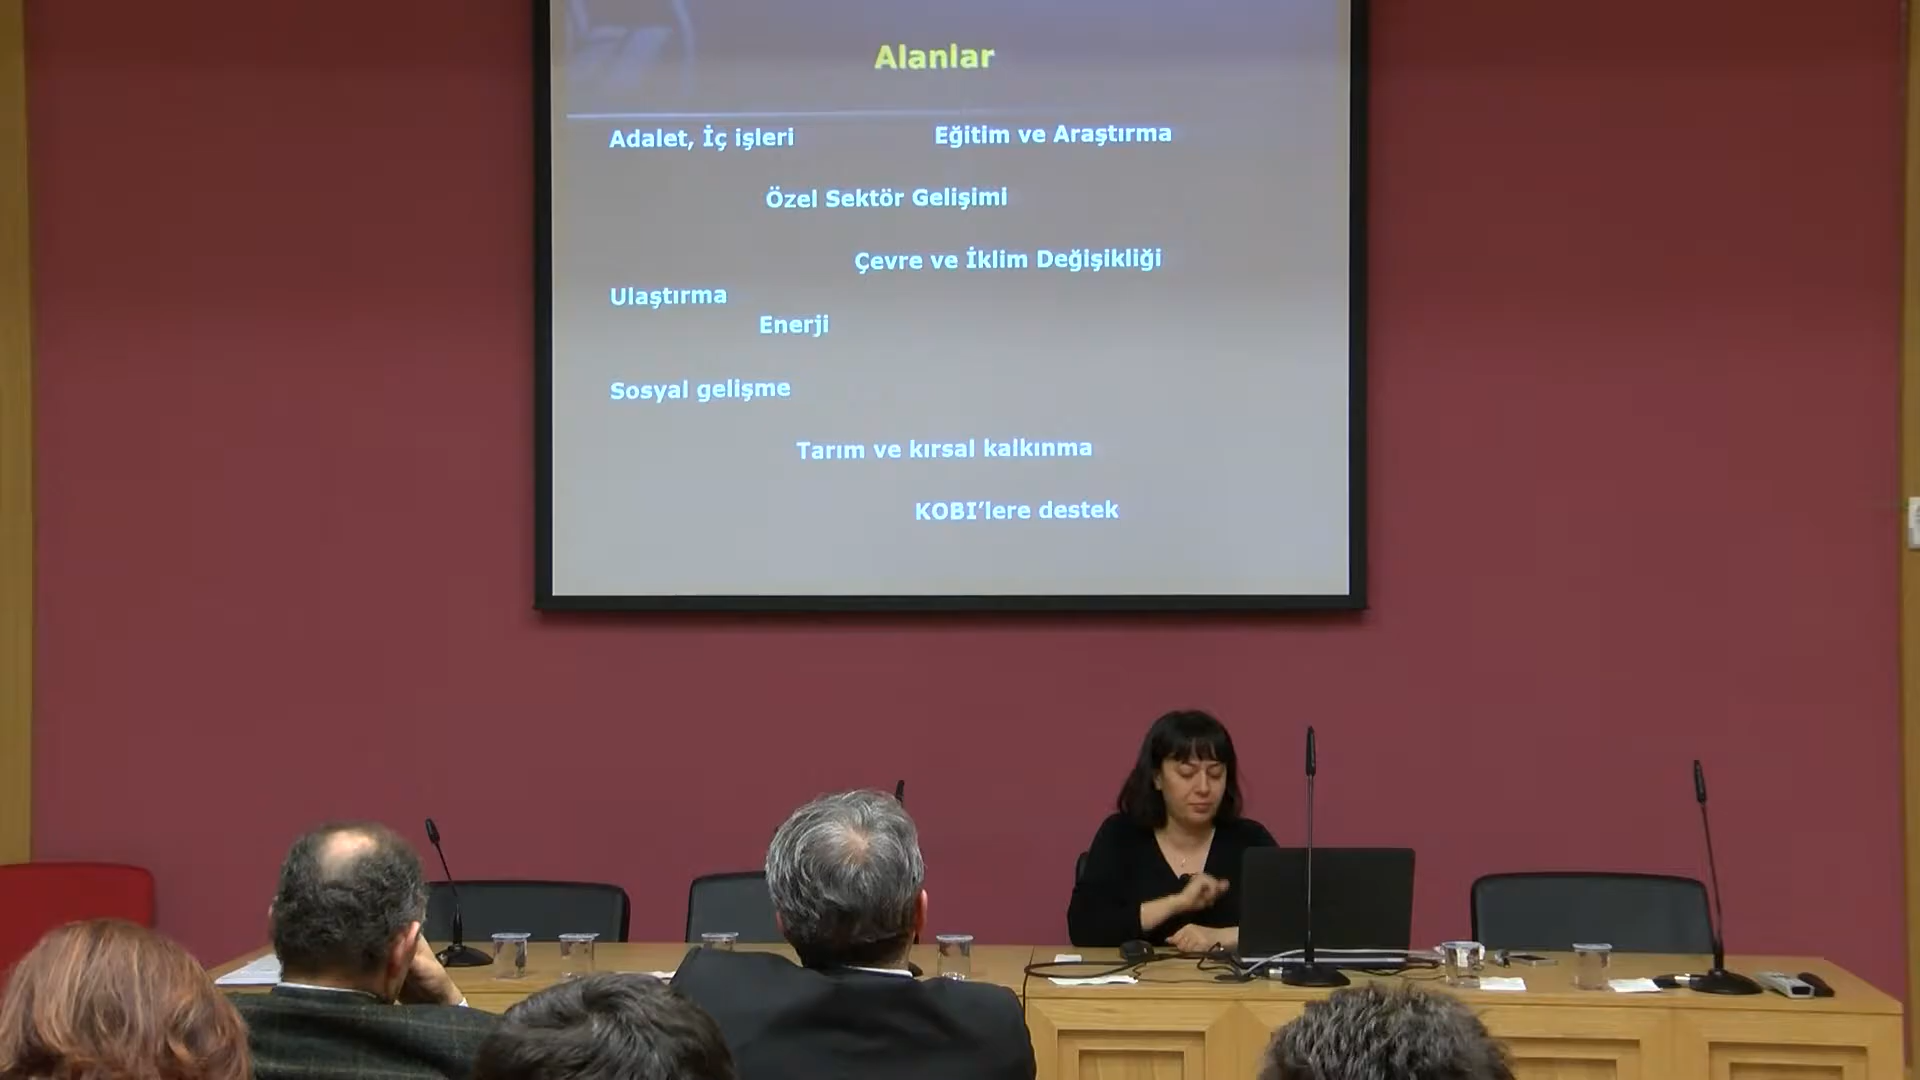 Alanlar
Adalet, İç işleri
Eğitim ve Araştırma
Özel Sektör Gelişimi
Çevre ve İklim Değişikliği
Ulaştırma
Enerji
Sosyal gelişme
Tarım ve kırsal kalkınma
KOBI’lere destek